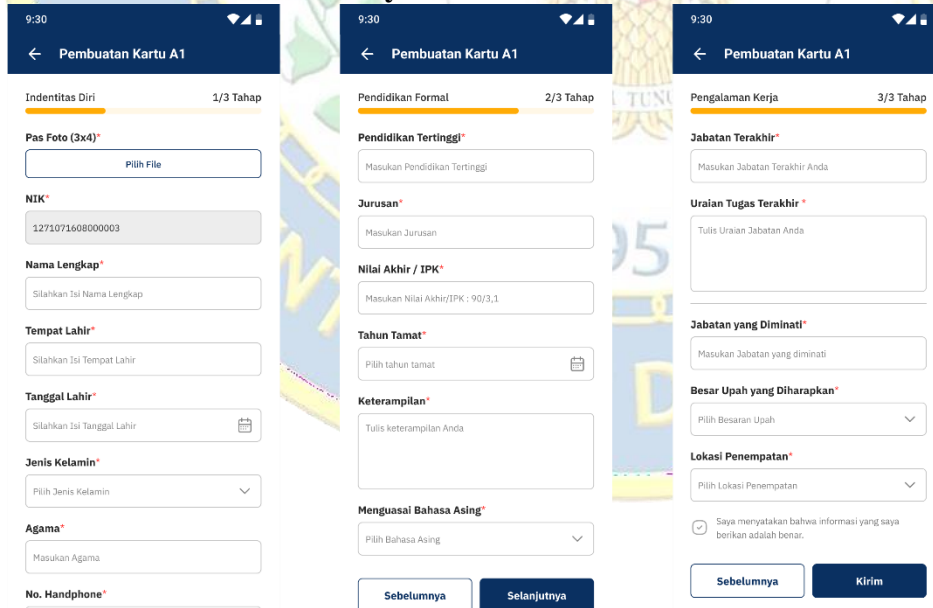 9:30
Pembuatan Kartu A1
Indentitas Diri
1/3 Tahap
Pas Foto (3x4)*
Pilih File
NIK*
1271071608000003
Nama Lengkap*
Silahkan Isi Nama Lengkap
Tempat Lahir*
Silahkan Isi Tempat Lahir
Tanggal Lahir*
Silahkan Isi Tanggal Lahir
Jenis Kelamin*
Pilih Jenis Kelamin
Agama*
Masukan Agama
No. Handphone*
9:30
Pembuatan Kartu A1
Pendidikan Formal
2/3 Tahap
Pendidikan Tertinggi*
Masukan Pendidikan Tertinggi
Jurusan*
Masukan Jurusan
Nilai Akhir / IPK*
Masukan Nilai Akhir/IPK : 90/3,1
Tahun Tamat*
Pilih tahun tamat
Keterampilan*
Tulis keterampilan Anda
Menguasai Bahasa Asing*
Pilih Bahasa Asing
Sebelumnya
Selanjutnya
9:30
Pembuatan Kartu A1
Pengalaman Kerja
3/3 Tahap
Jabatan Terakhir*
Masukan Jabatan Terakhir Anda
Uraian Tugas Terakhir *
Tulis Uraian Jabatan Anda
Jabatan yang Diminati*
Masukan Jabatan yang diminati
Besar Upah yang Diharapkan*
Pilih Besaran Upah
Lokasi Penempatan*
Pilih Lokasi Penempatan
Saya menyatakan bahwa informasi yang saya
berikan adalah benar.
Sebelumnya
Kirim